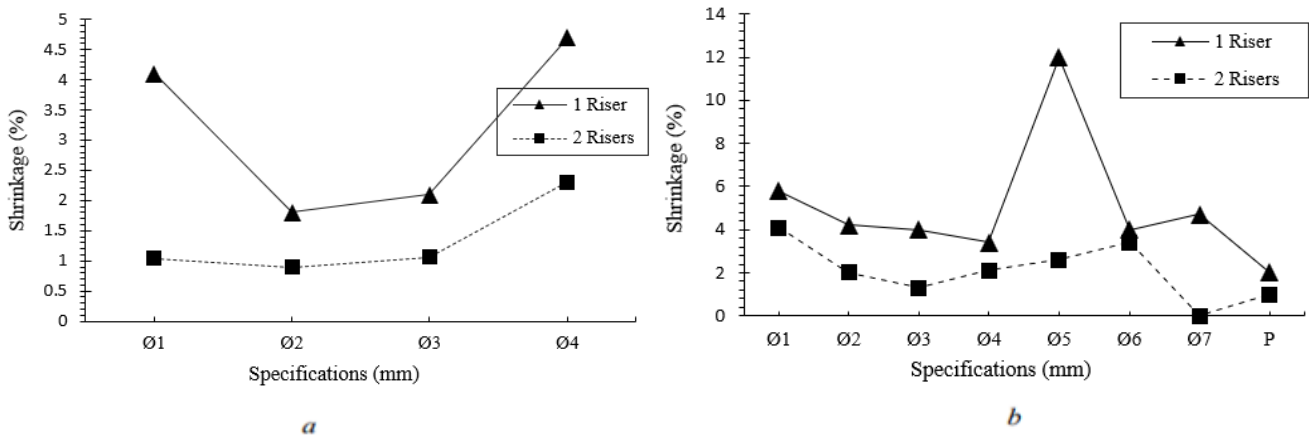 5
4.5
4
3.5
3
2.5
2
1.5
1
0.5
0
Shrinkage (%)
1 Riser
2 Risers
Ø1 Ø2 Ø3 Ø4
Specifications (mm)
a
14
12
10
8
6
4
2
0
Shrinkage (%)
1 Riser
2 Risers
Ø1 Ø2 Ø3 Ø4 Ø5 Ø6 Ø7 P
Specifications (mm)
b